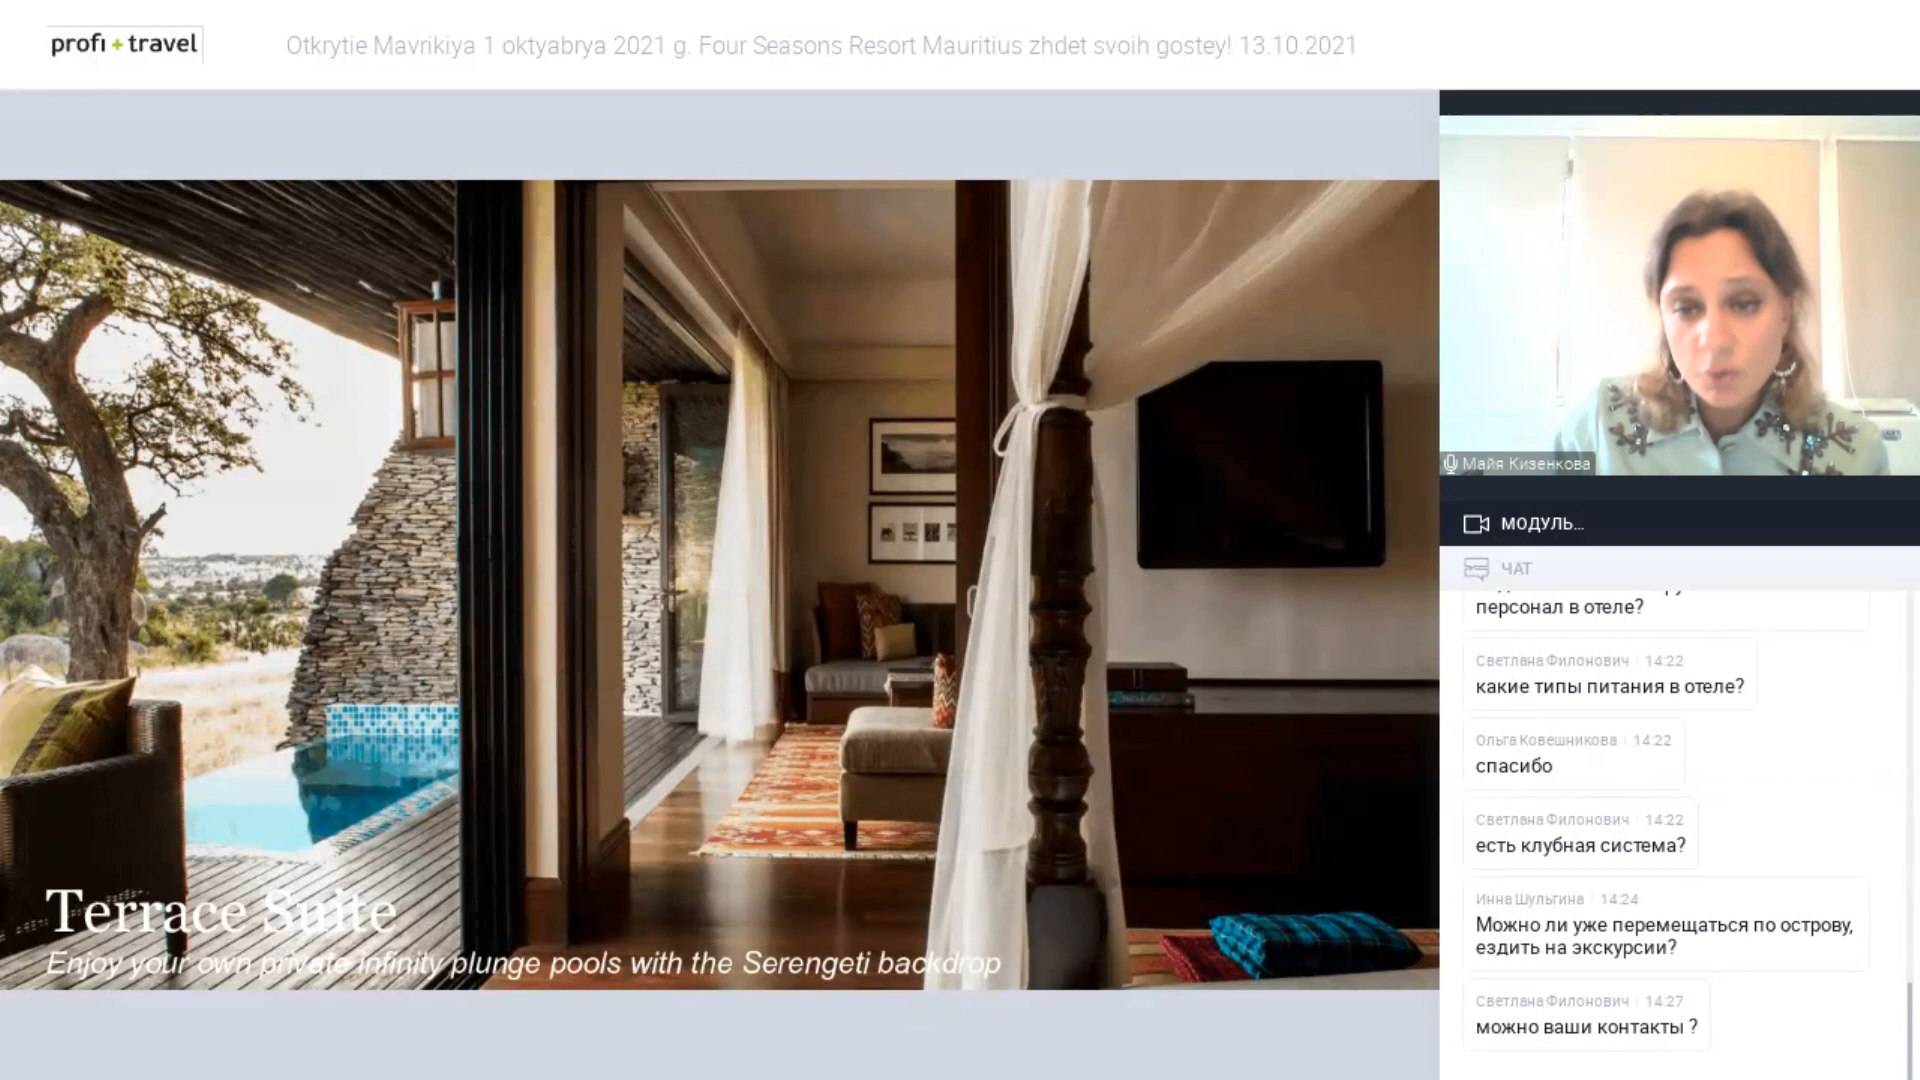 profi + travel
Otkrytie Mavrikiya 1 oktyabrya 2021 g. Four Seasons Resort Mauritius zhdet svoih gostey! 13.10.2021
Майя Кизенкова
МОДУЛЬ...
ЧАТ
персонал в отеле?
Светлана Филонович 14:22
какие типы питания в отеле?
Ольга Ковешникова 14:22
спасибо
Светлана Филонович 14:22
есть клубная система?
Инна Шульгина 14:24
Можно ли уже перемещаться по острову,
ездить на экскурсии?
Светлана Филонович 14:27
можно ваши контакты ?
Terrace Suite
Enjoy your own private infinity plunge pools with the Serengeti backdrop